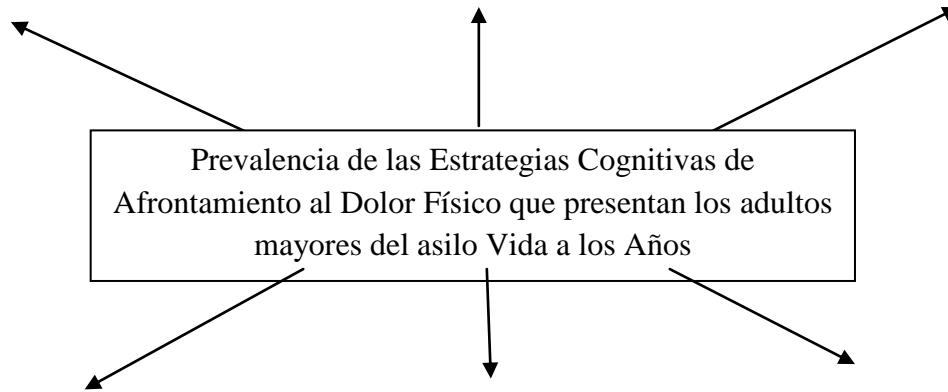 Prevalencia de las Estrategias Cognitivas de
Afrontamiento al Dolor Físico que presentan los adultos
mayores del asilo Vida a los Años